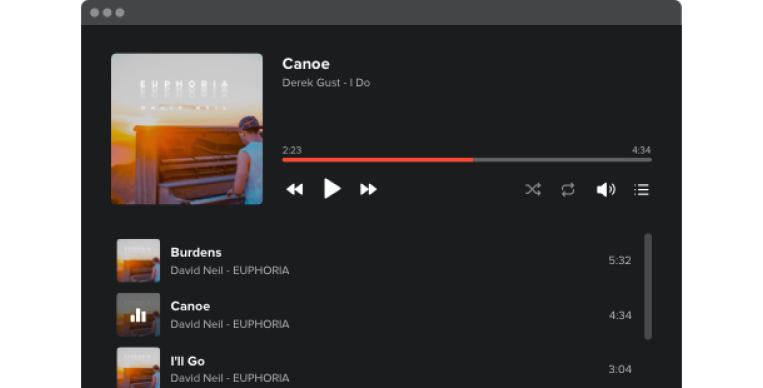 EUPHORIA
DAVID NEIL
Canoe
Derek Gust - I Do
2:23
4:34
Burdens
David Neil - EUPHORIA
5:32
Canoe
David Neil - EUPHORIA
4:34
I'll Go
David Neil - EUPHORIA
3:04